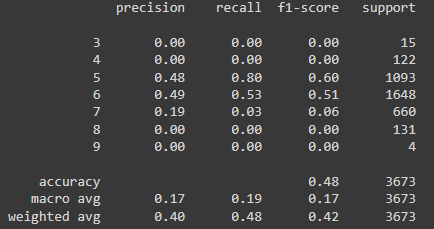 precision recall f1-score support
3 0.00 0.00 0.00 15
4 0.00 0.00 0.00 122
5 0.48 0.80 0.60 1093
6 0.49 0.53 0.51 1648
7 0.19 0.03 0.06 660
8 0.00 0.00 0.00 131
9 0.00 0.00 0.00 4
accuracy 0.48 3673
macro avg 0.17 0.19 0.17 3673
weighted avg 0.40 0.48 0.42 3673